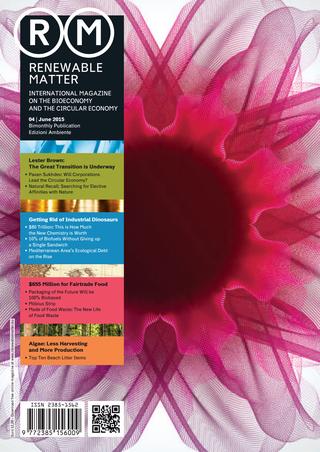 RM
RENEWABLE
MATTER
INTERNATIONAL MAGAZINE
ON THE BIOECONOMY
AND THE CIRCULAR ECONOMY
04 | June 2015
Bimonthly Publication
Edizioni Ambiente
Lester Brown:
The Great Transition is Underway
• Pavan Sukhdev: Will Corporations
Lead the Circular Economy?
• Natural Recall: Searching for Elective
Affinities with Nature
Getting Rid of Industrial Dinosaurs
• $80 Trillion: This is How Much
the New Chemistry is Worth
• 10% of Biofuels Without Giving up
a Single Sandwich
• Mediterranean Area's Ecological Debt
on the Rise
$655 Million for Fairtrade Food
• Packaging of the Future Will be
100% Biobased
• Möbius Strip
• Made of Food Waste: The New Life
of Food Waste
Algae: Less Harvesting
and More Production
• Top Ten Beach Litter Items
ISSN 2385-1562
9 772385 156009